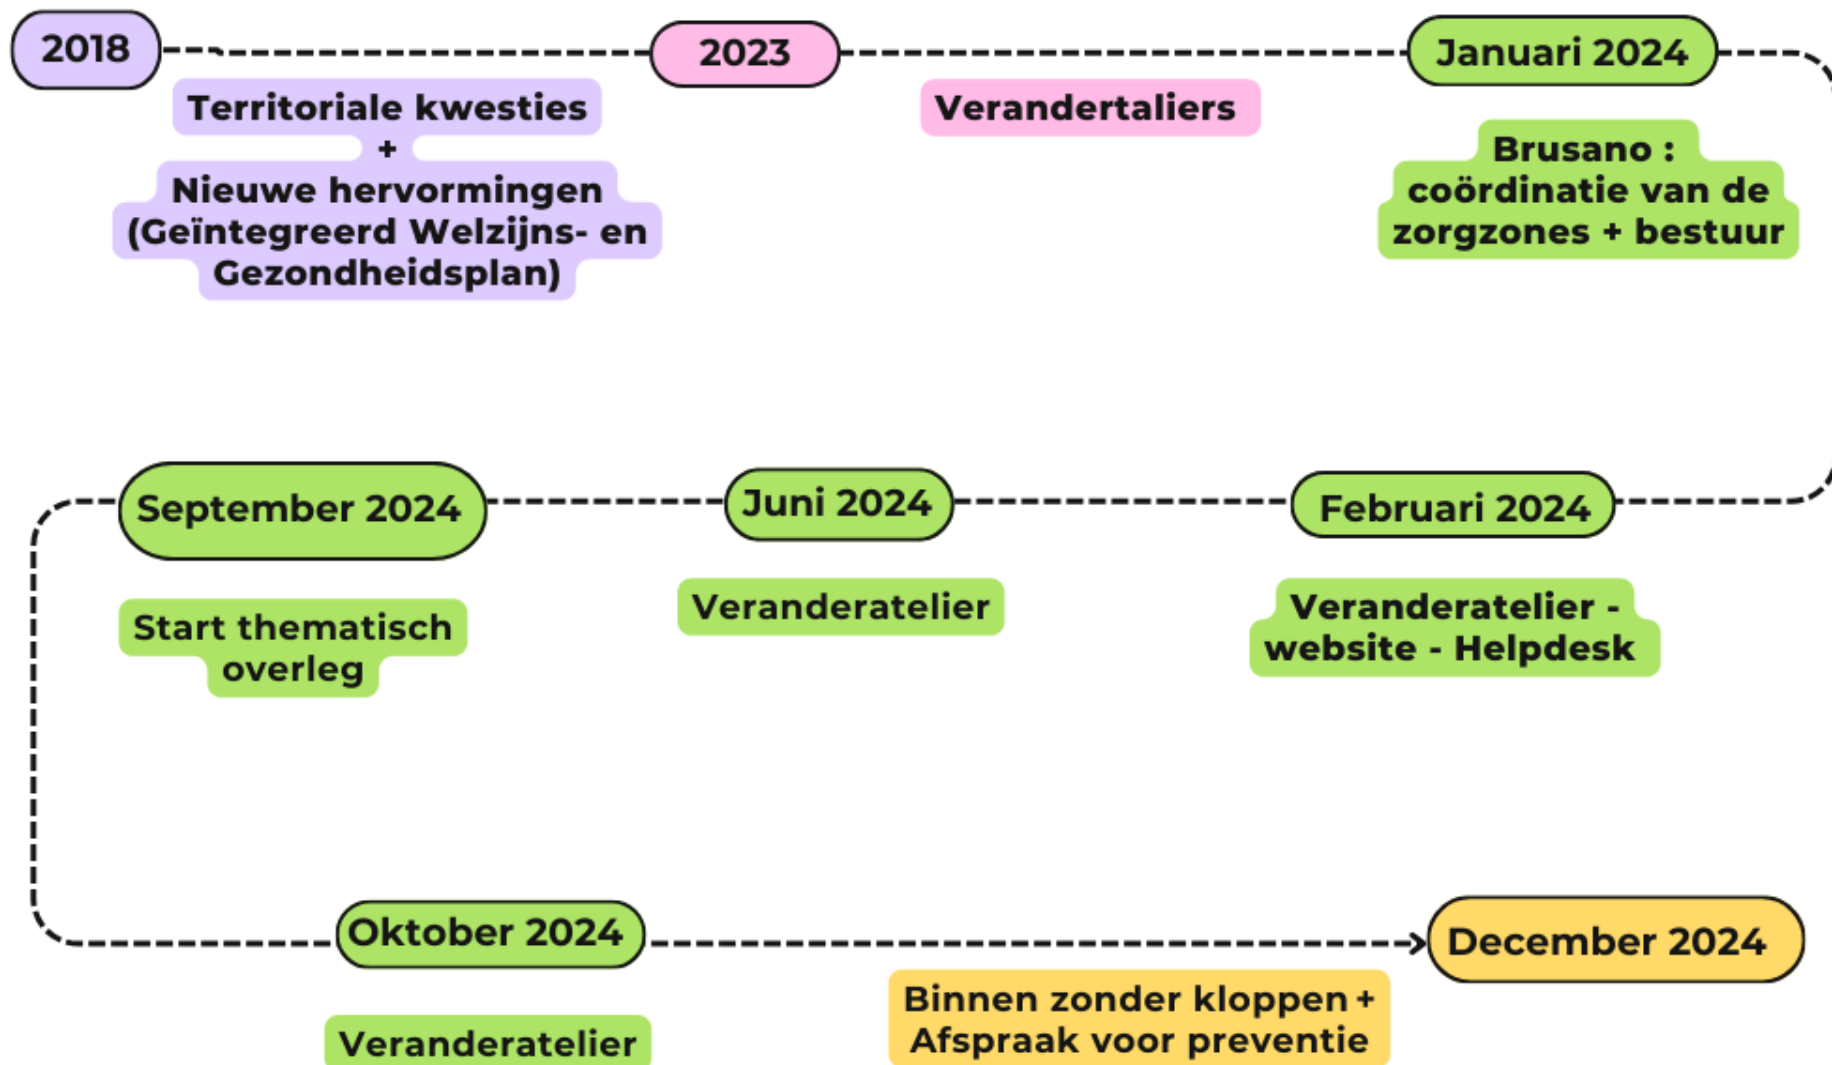 2018
Territoriale kwesties
+
Nieuwe hervormingen
(Geïntegreerd Welzijns- en
Gezondheidsplan)
2023
Verandertaliers
Januari 2024
Brusano :
coördinatie van de
zorgzones + bestuur
Februari 2024
Veranderatelier -
website - Helpdesk
Juni 2024
Veranderatelier
September 2024
Start thematisch
overleg
Oktober 2024
Veranderatelier
December 2024
Binnen zonder kloppen +
Afspraak voor preventie